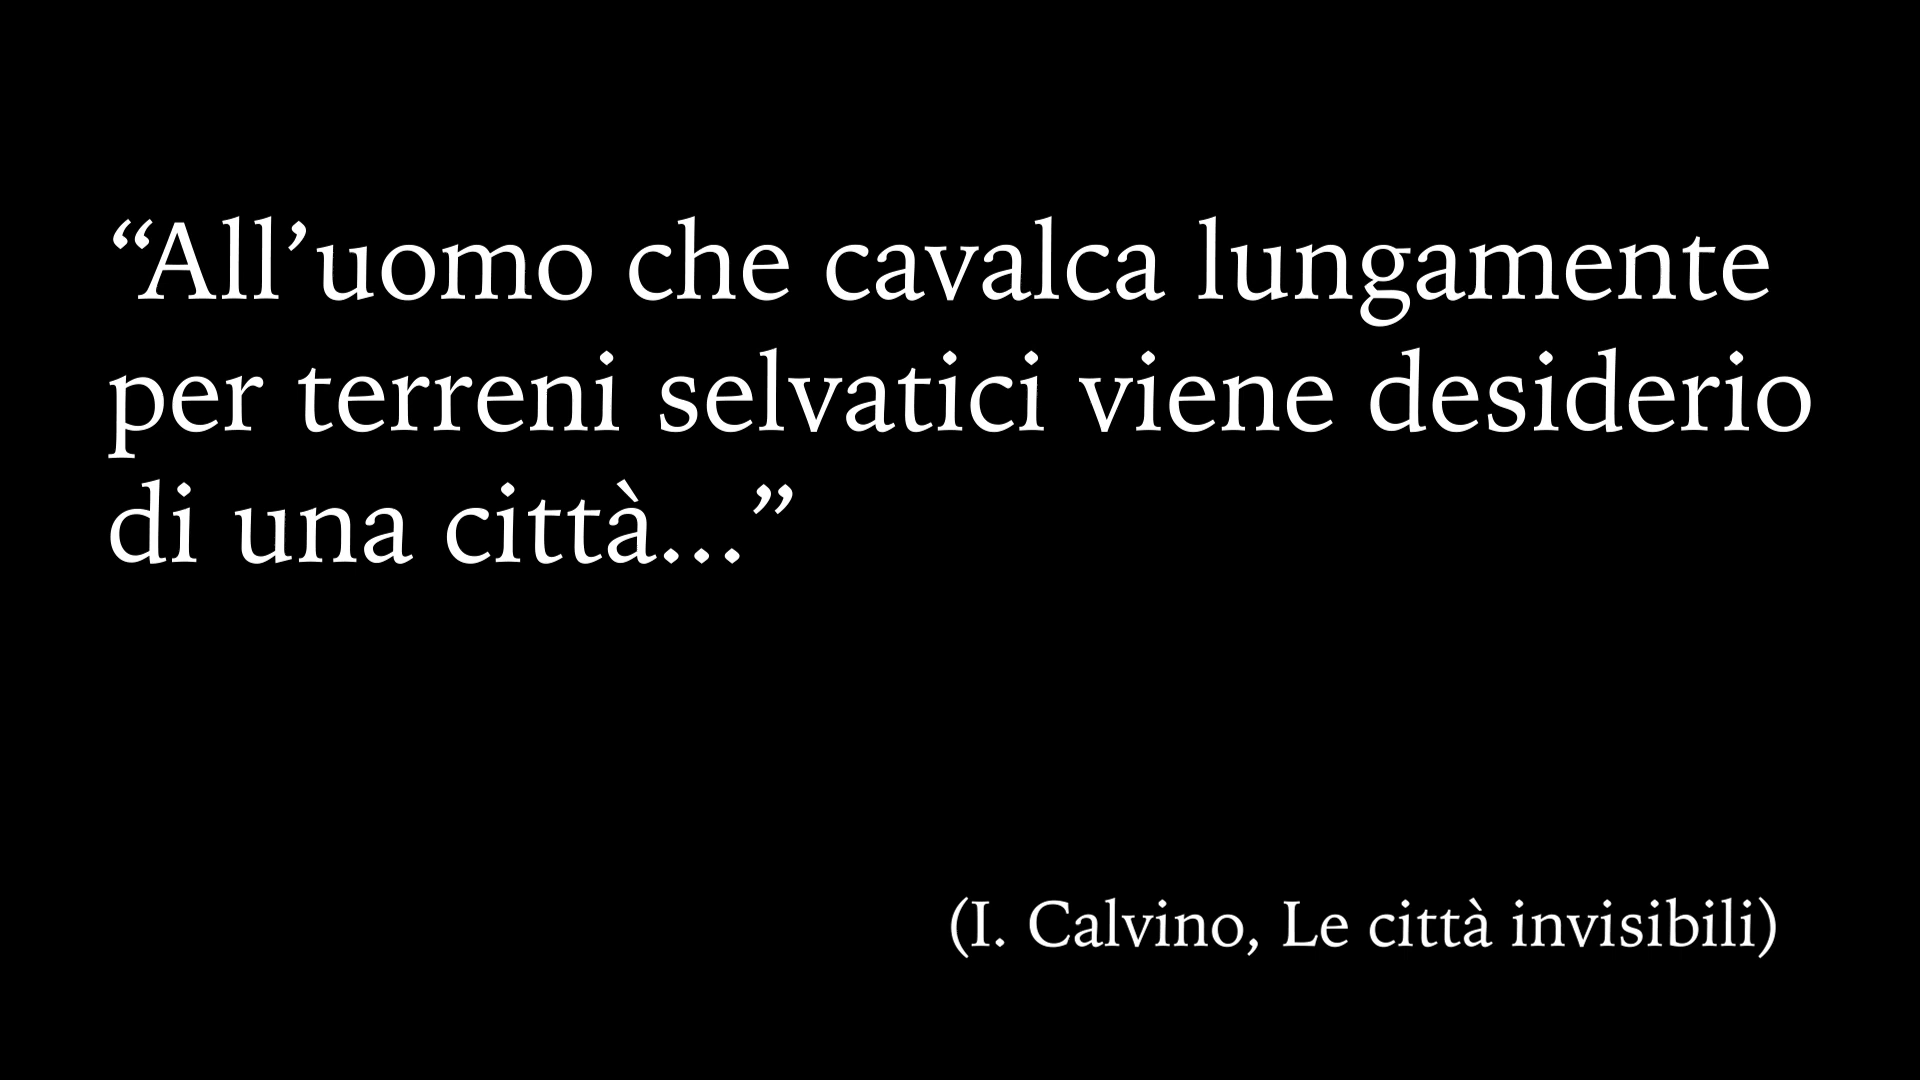 “All’uomo che cavalca lungamente
per terreni selvatici viene desiderio
di una città...”
(I. Calvino, Le città invisibili)